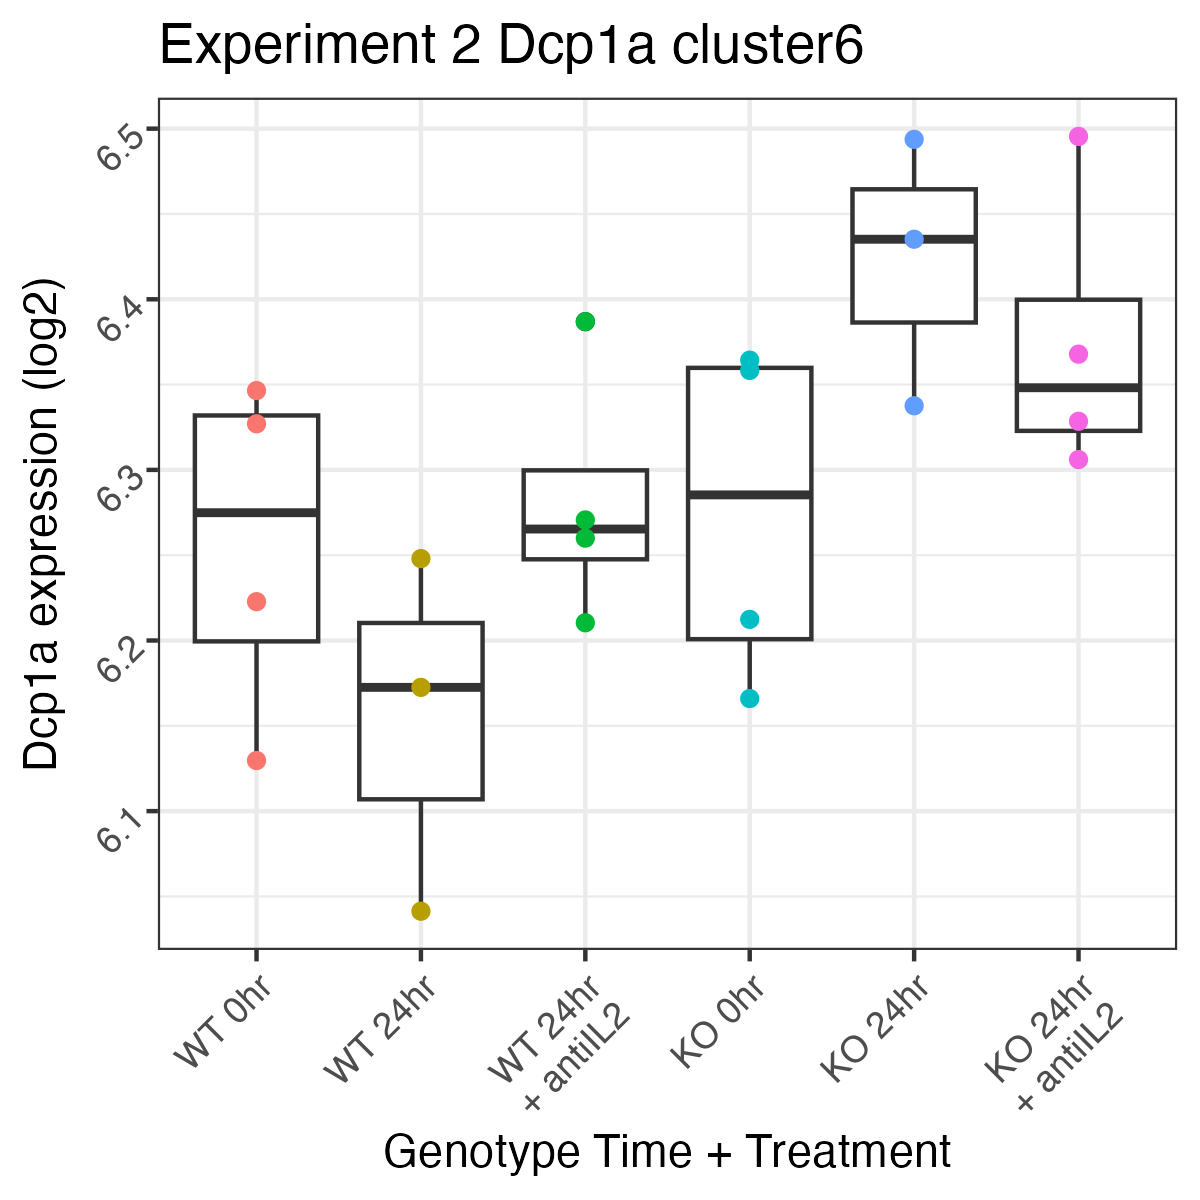 Experiment 2 Dcp1a cluster6
Dcp1a expression (log2)
6.5
6.4
6.3
6.2
6.1
WT 0hr
WT 24hr
WT 24hr
+ antiIL2
KO 0hr
KO 24hr
KO 24hr
+ antiIL2
Genotype Time + Treatment